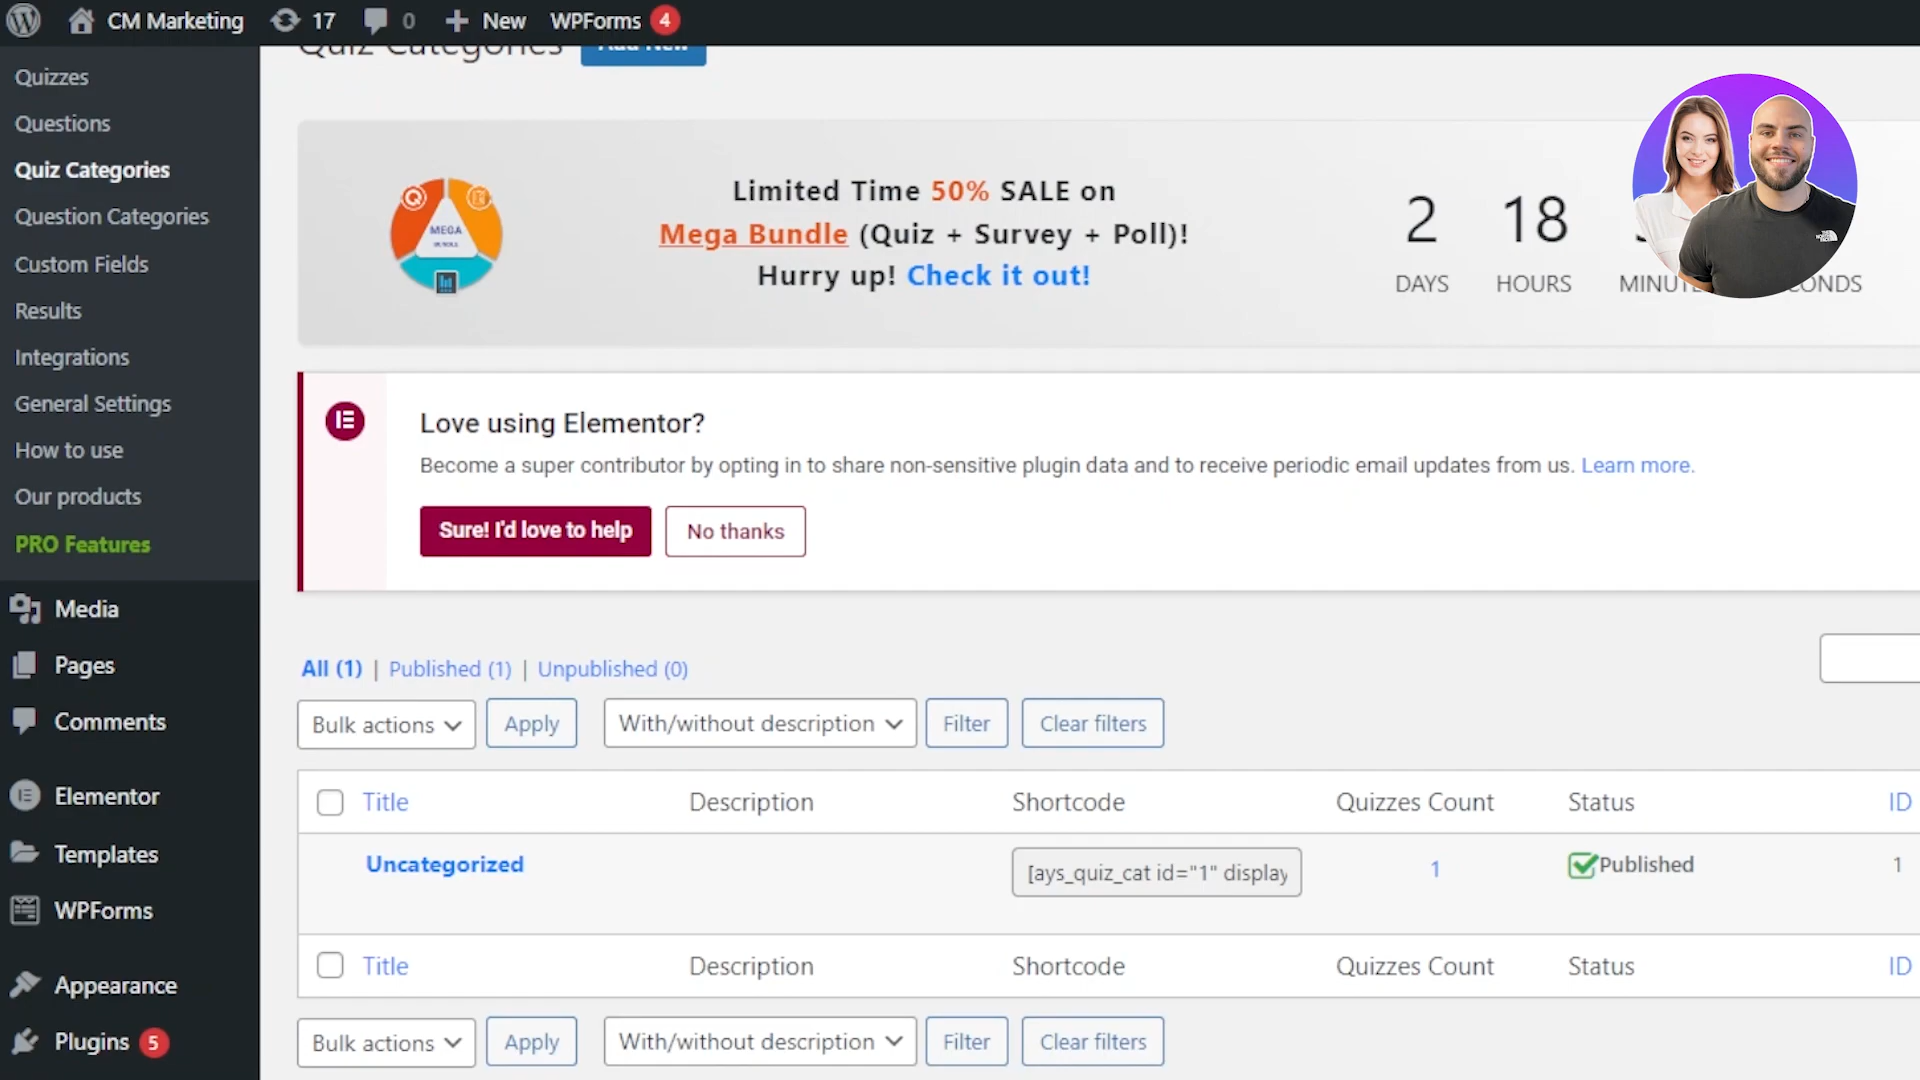 CM Marketing
17
0
New
WPForms
4
Quizzes
Questions
Quiz Categories
Question Categories
Custom Fields
Results
Integrations
General Settings
How to use
Our products
PRO Features
Media
Pages
Comments
Elementor
Templates
WPForms
Appearance
Plugins 5
Quiz Categories
Add New
MEGA
BUNDLE
Limited Time 50% SALE on
Mega Bundle (Quiz + Survey + Poll)!
Hurry up! Check it out!
2
DAYS
18
HOURS
Love using Elementor?
Become a super contributor by opting in to share non-sensitive plugin data and to receive periodic email updates from us. Learn more.
Sure! I'd love to help
No thanks
All (1) | Published (1) | Unpublished (0)
Bulk actions Apply With/without description Filter Clear filters
Title Description Shortcode Quizzes Count Status ID
Uncategorized [ays_quiz_cat id="1" display 1 Published 1
Title Description Shortcode Quizzes Count Status ID
Bulk actions Apply With/without description Filter Clear filters